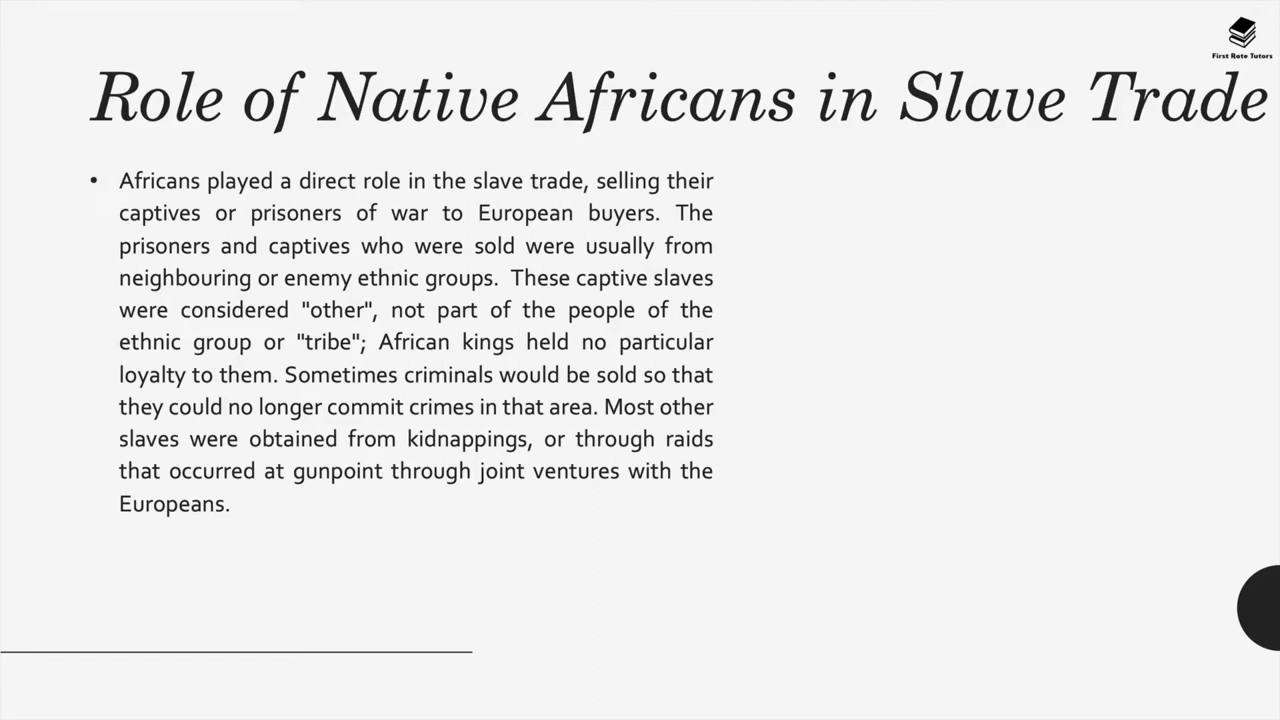 First Rate Tutors
Role of Native Africans in Slave Trade
• Africans played a direct role in the slave trade, selling their
captives or prisoners of war to European buyers. The
prisoners and captives who were sold were usually from
neighbouring or enemy ethnic groups. These captive slaves
were considered "other", not part of the people of the
ethnic group or "tribe"; African kings held no particular
loyalty to them. Sometimes criminals would be sold so that
they could no longer commit crimes in that area. Most other
slaves were obtained from kidnappings, or through raids
that occurred at gunpoint through joint ventures with the
Europeans.